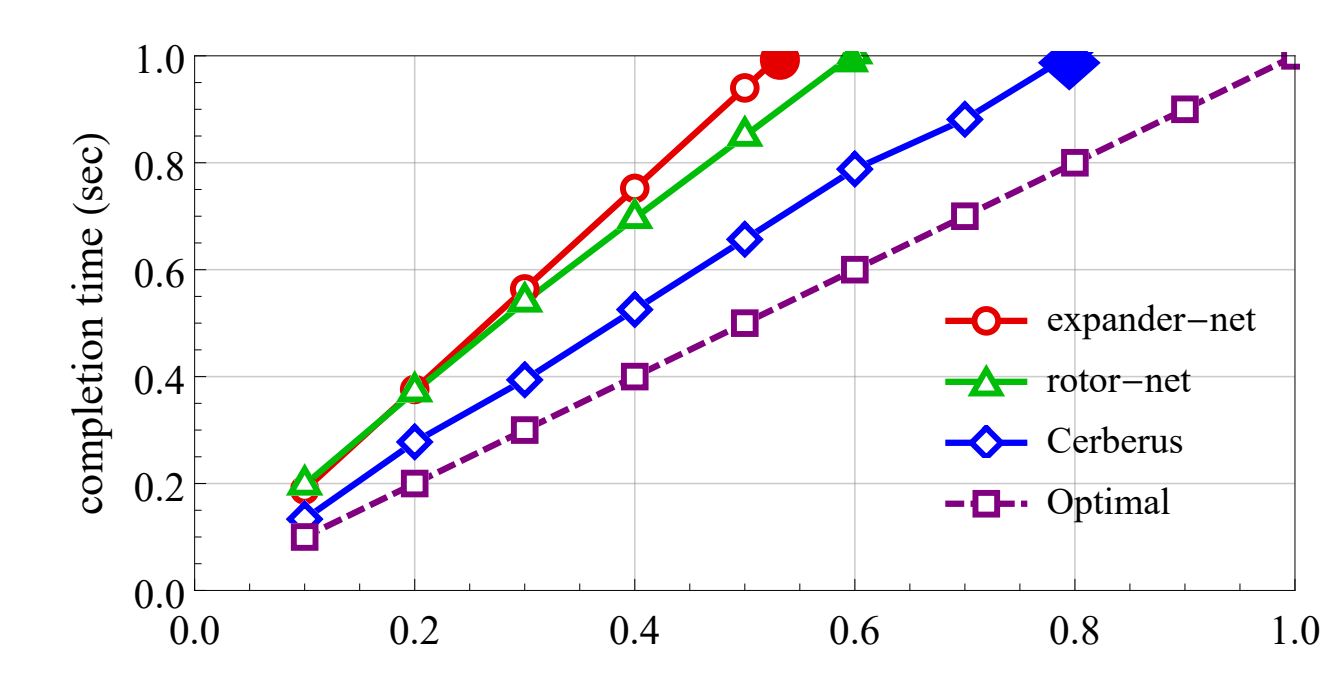 1.0
0.8
0.6
0.4
0.2
0.0
completion time (sec)
expander−net
rotor−net
Cerberus
Optimal
0.0 0.2 0.4 0.6 0.8 1.0